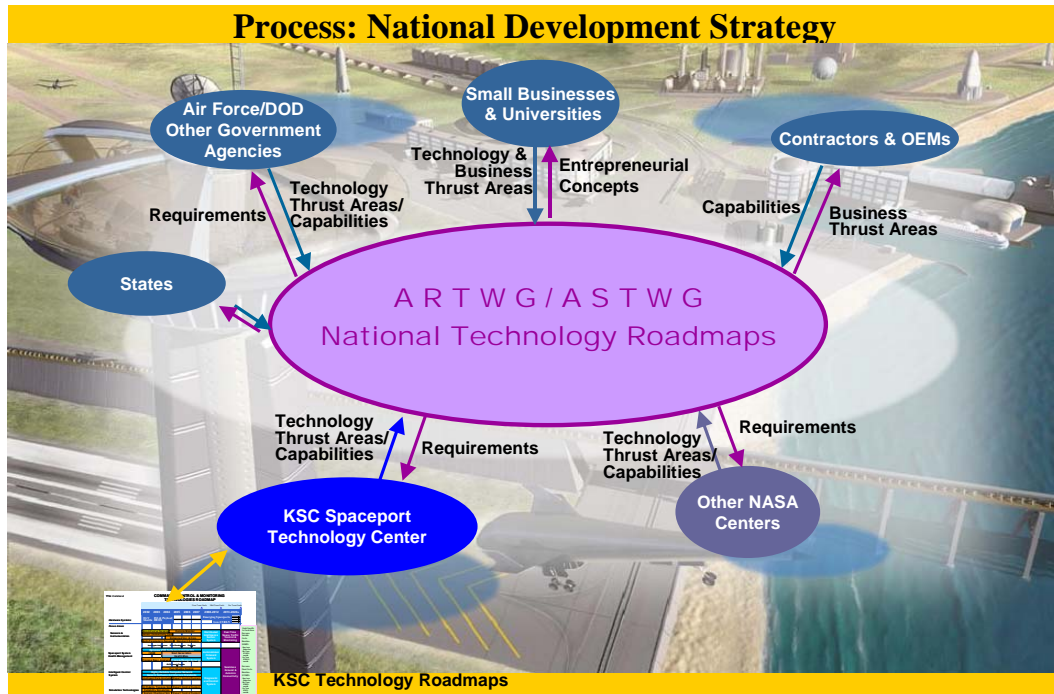 Process: National Development Strategy
Air Force/DOD
Other Government
Agencies
Small Businesses
& Universities
Contractors & OEMs
Technology &
Business
Thrust Areas
Entrepreneurial
Concepts
Technology
Thrust Areas/
Capabilities
Requirements
Capabilities
Business
Thrust Areas
States
ARTWG/ASTWG
National Technology Roadmaps
Technology
Thrust Areas/
Capabilities
Requirements
Technology
Thrust Areas/
Capabilities
Requirements
KSC Spaceport
Technology Center
Other NASA
Centers
KSC Technology Roadmaps